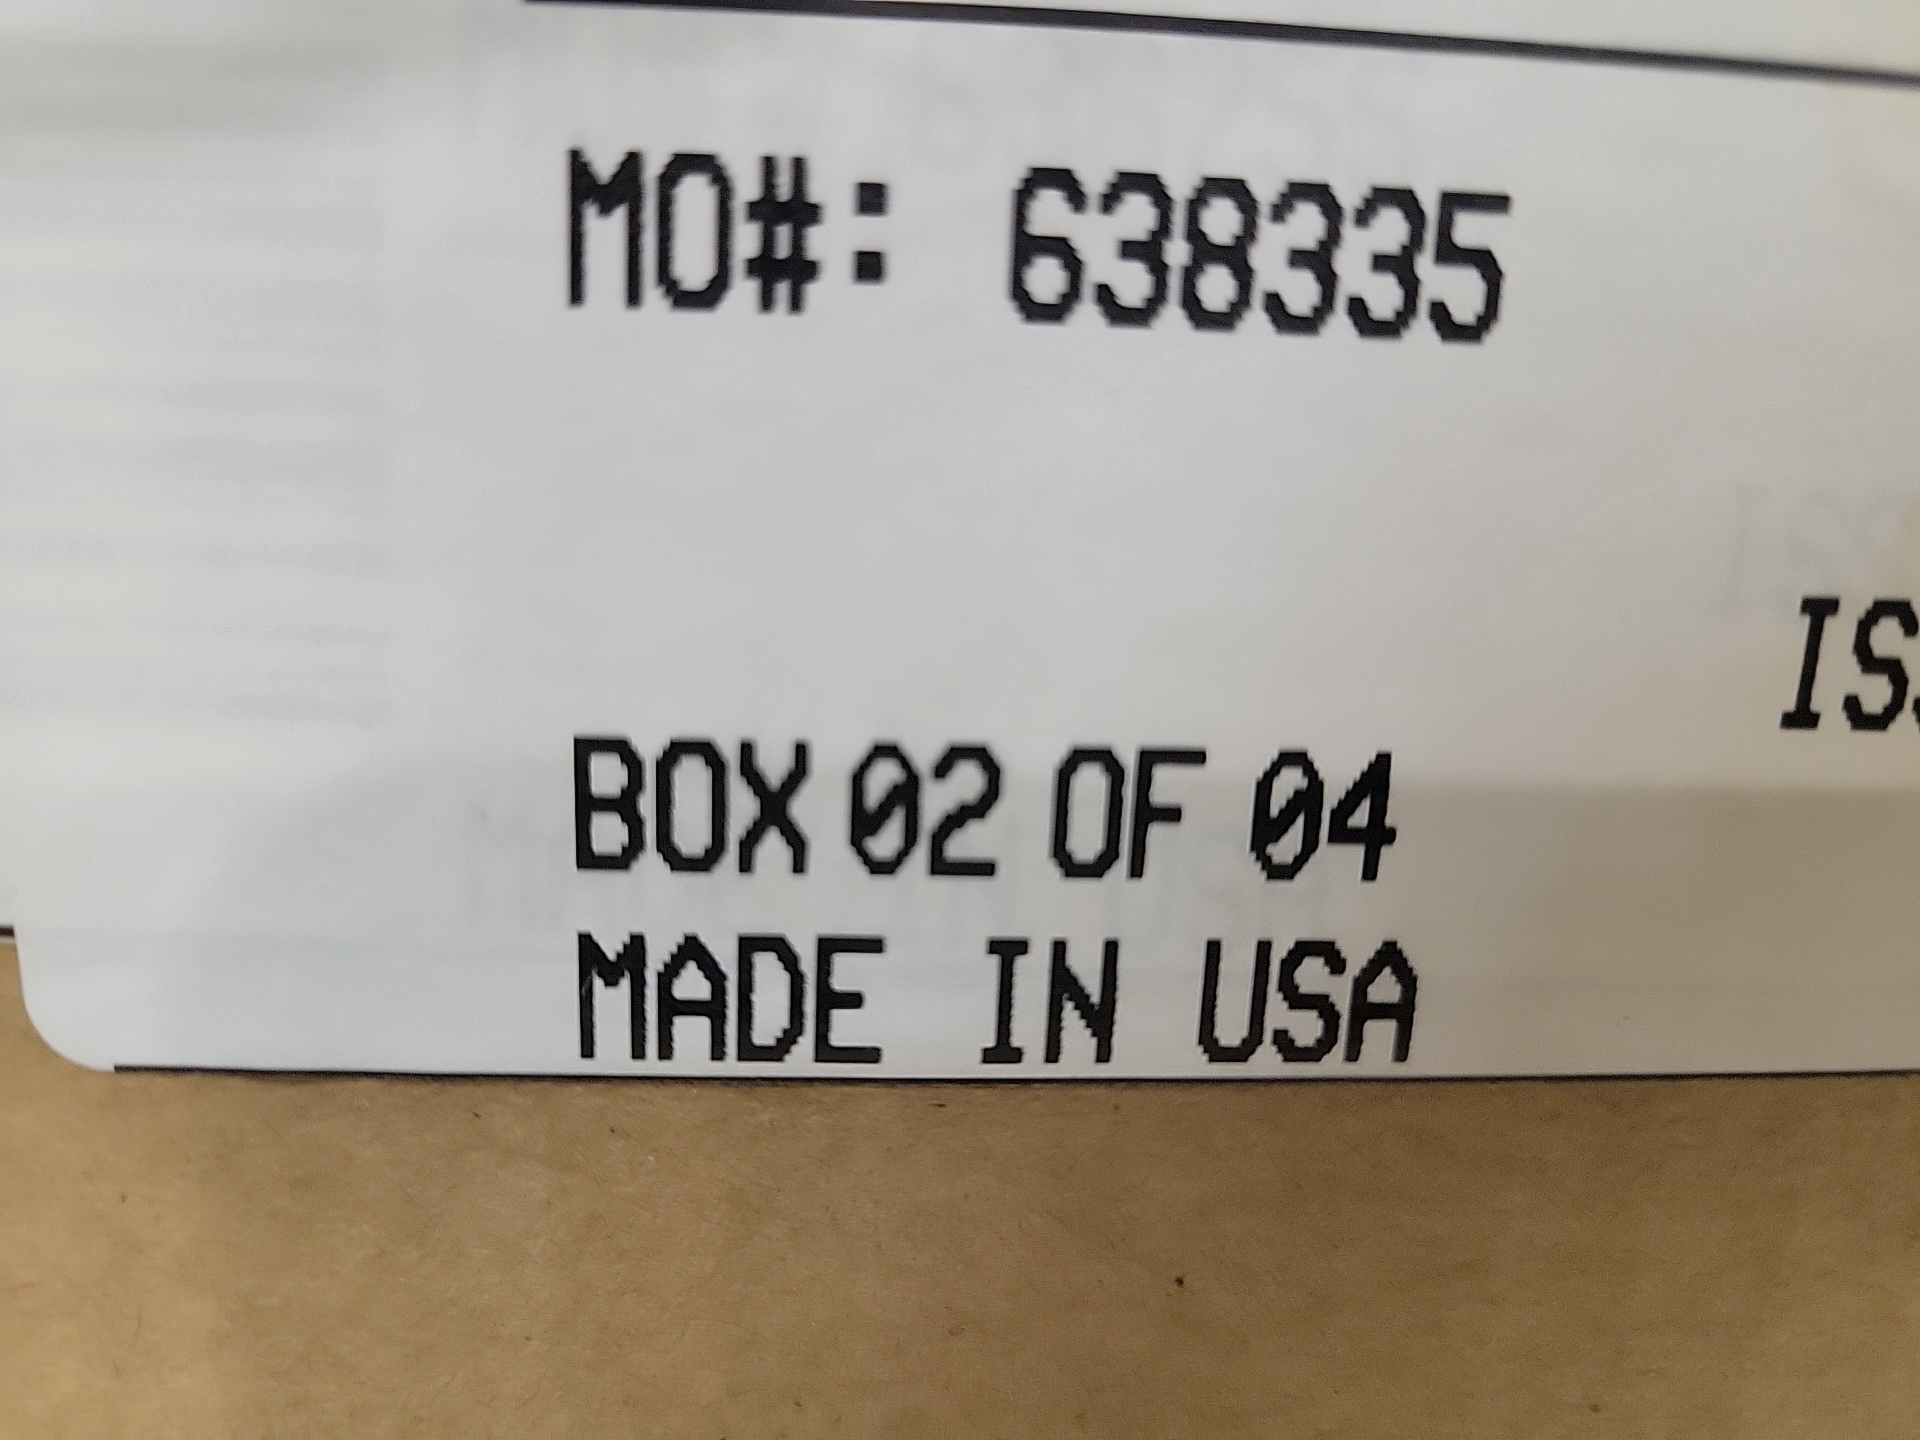 MO#: 638335
BOX 02 OF 04
MADE IN USA